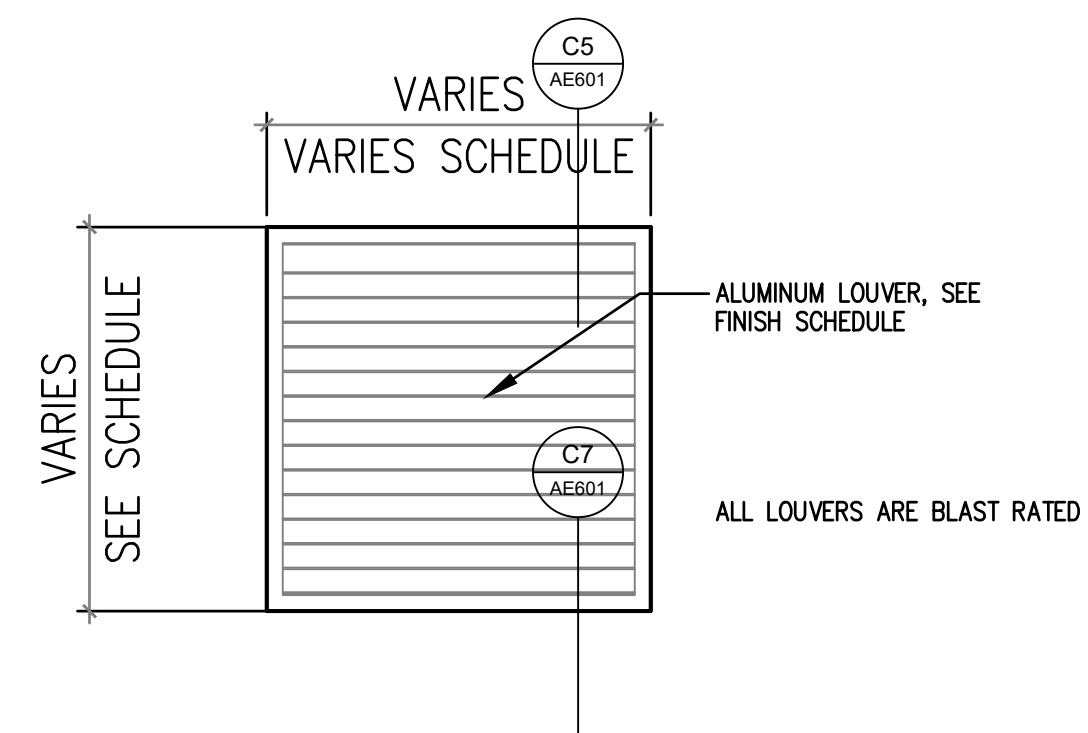 C5
AE601
VARIES
VARIES SCHEDULE
VARIES
SEE SCHEDULE
ALUMINUM LOUVER, SEE
FINISH SCHEDULE
C7
AE601
ALL LOUVERS ARE BLAST RATED